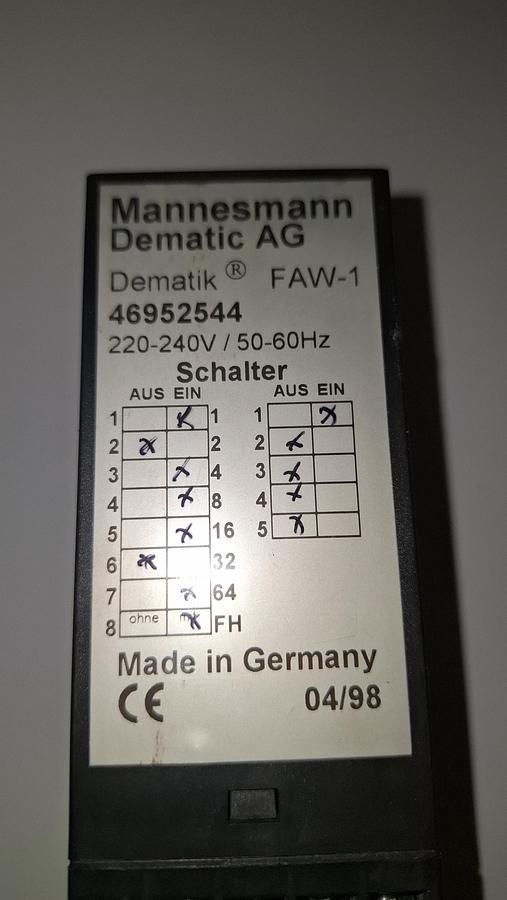 Mannesmann
Dematic AG
Dematik ® FAW-1
46952544
220-240V / 50-60Hz
Schalter
AUS EIN
1 x 1
2 x 2
3 x 4
4 x 8
5 x 16
6 x 32
7 x 64
8 ohne x FH
AUS EIN
1 x
2 x
3 x
4 x
5 x
Made in Germany
CE 04/98